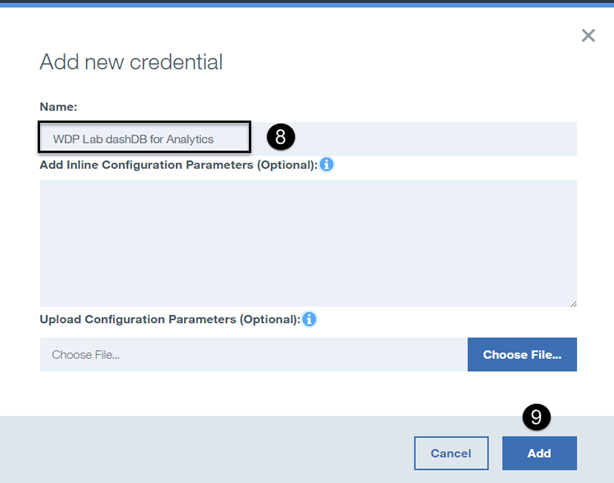 Add new credential
Name:
WDP Lab dashDB for Analytics
8
Add Inline Configuration Parameters (Optional):
Upload Configuration Parameters (Optional):
Choose File...
Choose File...
9
Cancel
Add